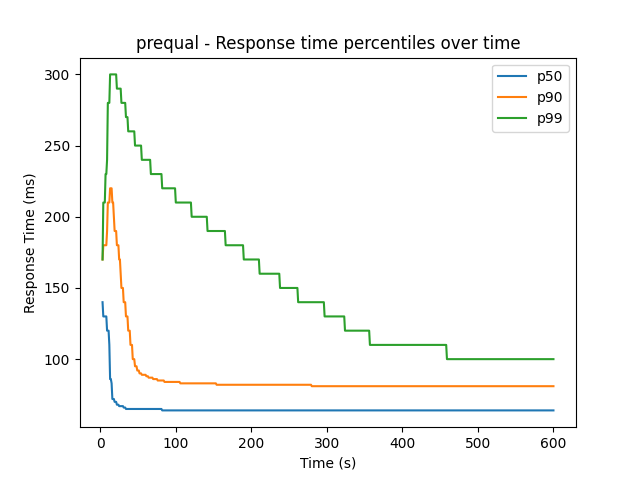 prequal - Response time percentiles over time
p50
p90
p99
Response Time (ms)
300
250
200
150
100
0 100 200 300 400 500 600
Time (s)